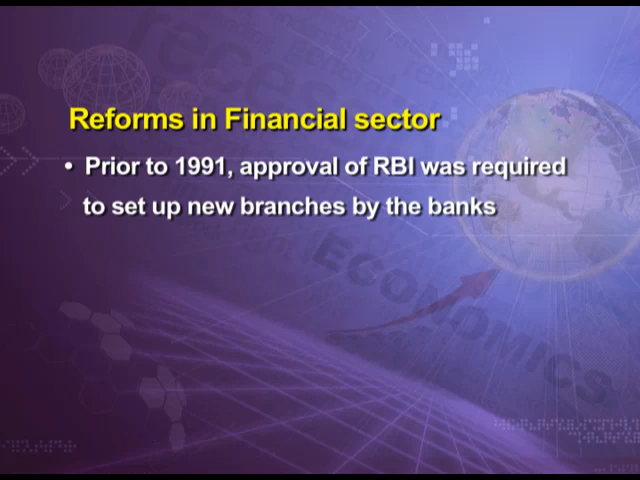 Reforms in Financial sector
• Prior to 1991, approval of RBI was required
to set up new branches by the banks
ECONOMICS